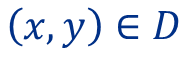 (x, y) ∈ D